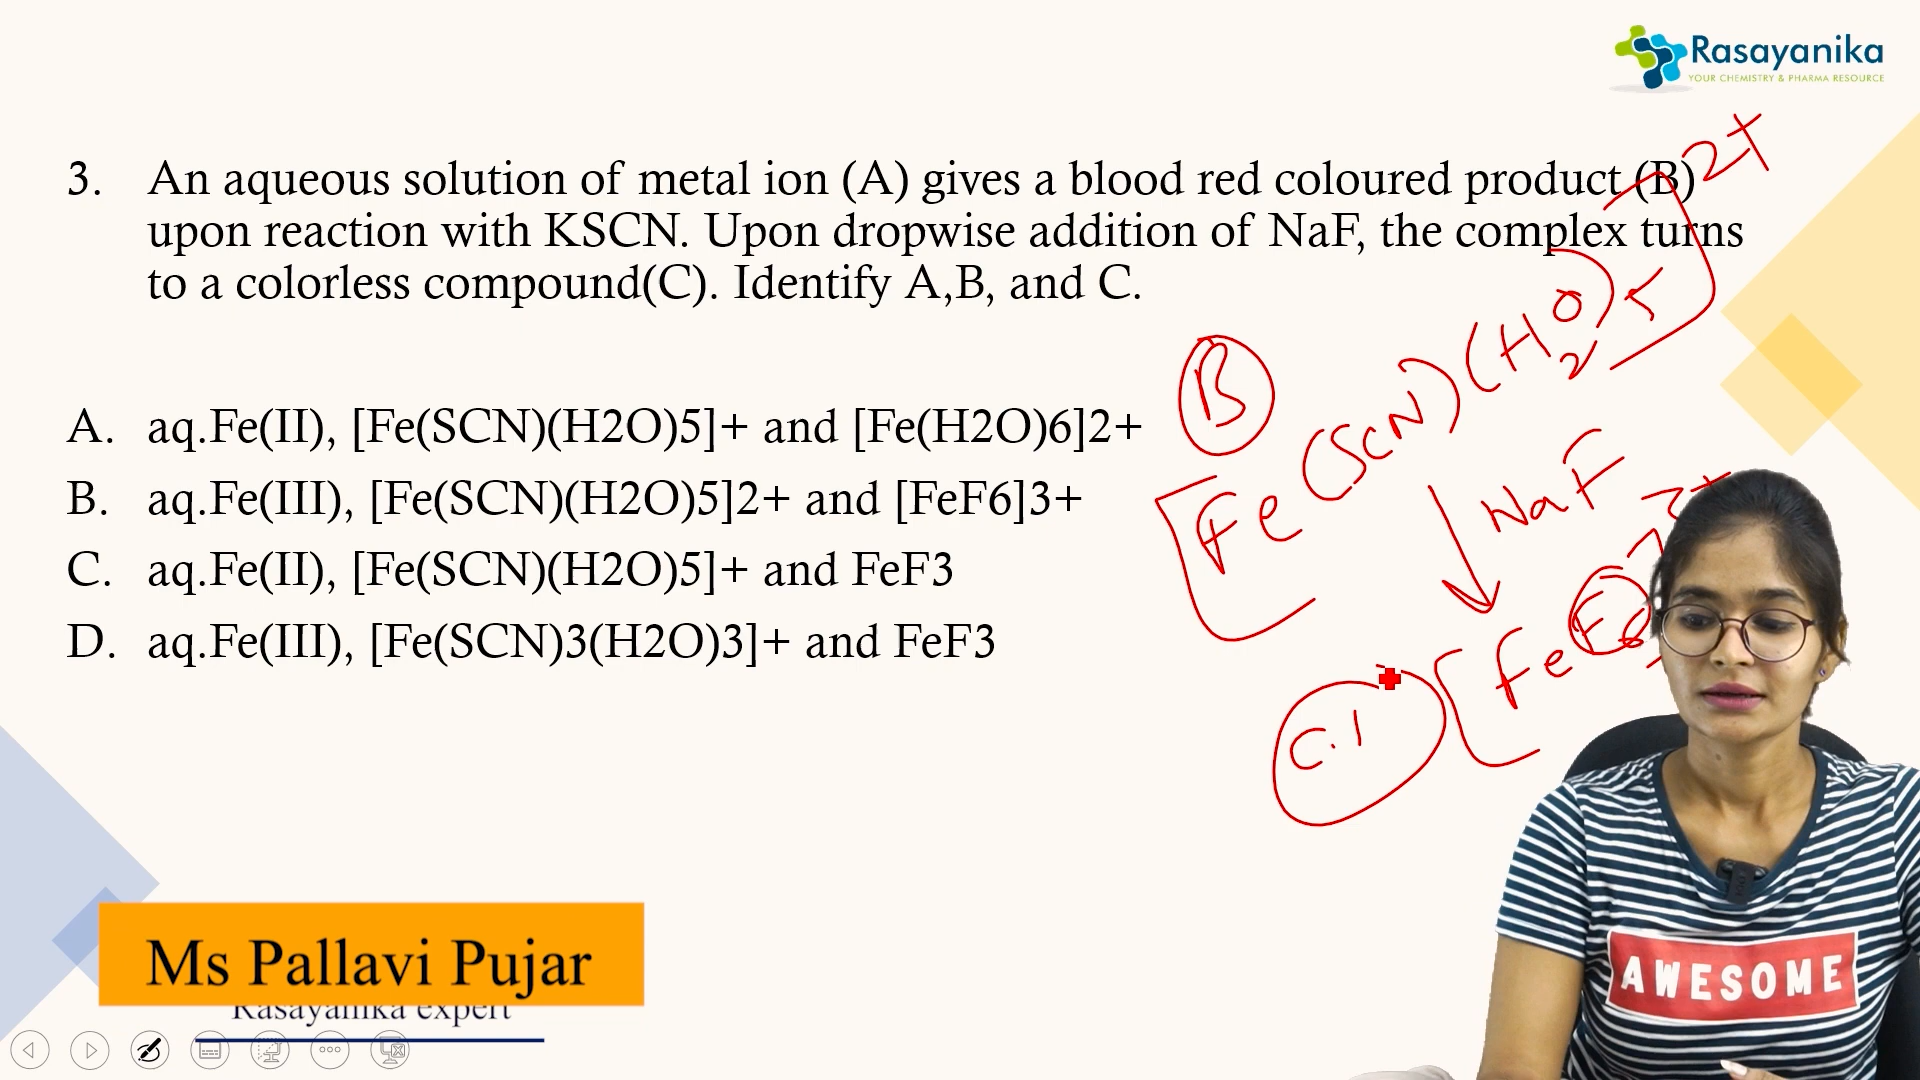 Rasayanika
YOUR CHEMISTRY & PHARMA RESOURCE
3. An aqueous solution of metal ion (A) gives a blood red coloured product (B)
upon reaction with KSCN. Upon dropwise addition of NaF, the complex turns
to a colorless compound(C). Identify A,B, and C.
A. aq.Fe(II), [Fe(SCN)(H2O)5]+ and [Fe(H2O)6]2+
B. aq.Fe(III), [Fe(SCN)(H2O)5]2+ and [FeF6]3+
C. aq.Fe(II), [Fe(SCN)(H2O)5]+ and FeF3
D. aq.Fe(III), [Fe(SCN)3(H2O)3]+ and FeF3
B
[Fe(SCN)(H2O)5]2+
NaF
[FeF6
AWESOME
Ms Pallavi Pujar
Rasayanika expert